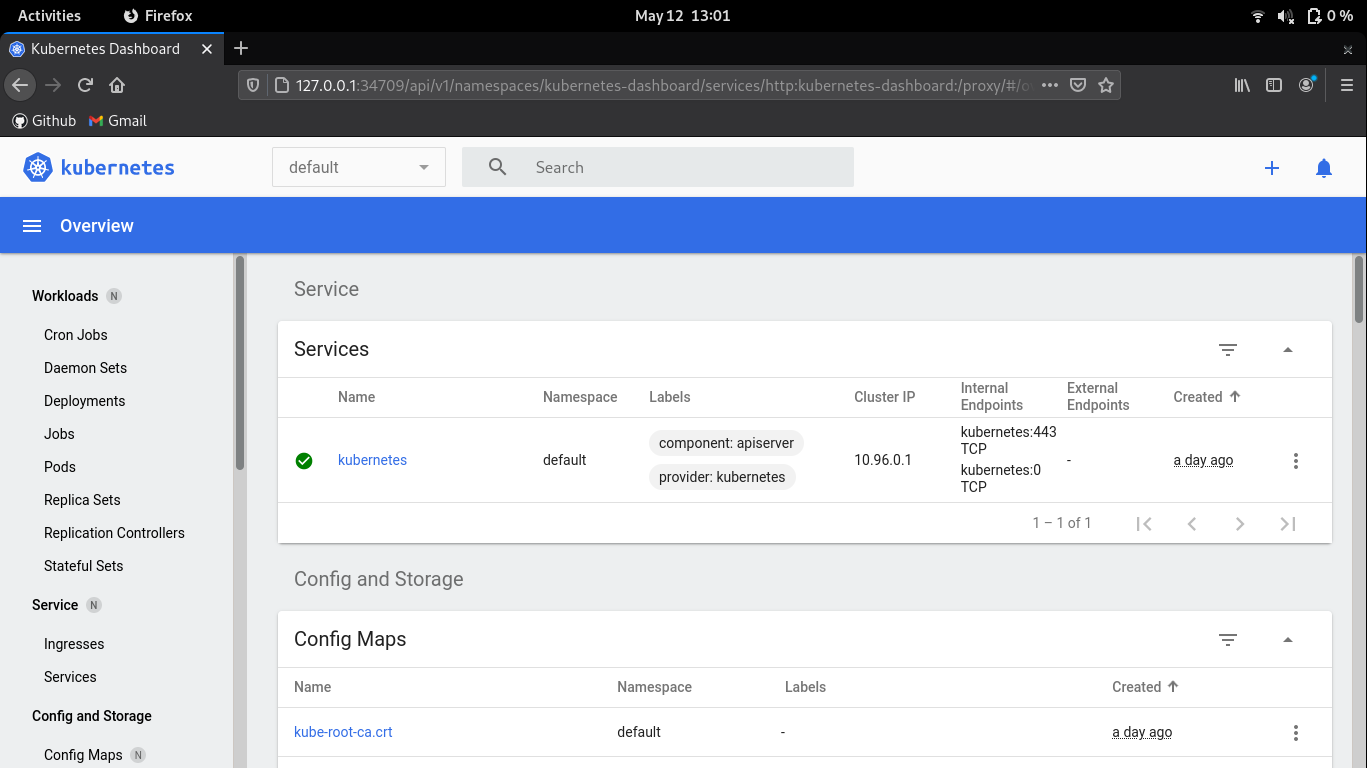 Activities Firefox May 12 13:01 0 %
Kubernetes Dashboard
127.0.0.1:34709/api/v1/namespaces/kubernetes-dashboard/services/http:kubernetes-dashboard:/proxy/#/o
Github Gmail
kubernetes default Search
Overview
Workloads N
Cron Jobs
Daemon Sets
Deployments
Jobs
Pods
Replica Sets
Replication Controllers
Stateful Sets
Service N
Ingresses
Services
Config and Storage
Config Maps N
Service
Services
Name Namespace Labels Cluster IP Internal Endpoints External Endpoints Created
kubernetes default component: apiserver provider: kubernetes 10.96.0.1 kubernetes:443 TCP kubernetes:0 TCP - a day ago
1 – 1 of 1
Config and Storage
Config Maps
Name Namespace Labels Created
kube-root-ca.crt default - a day ago